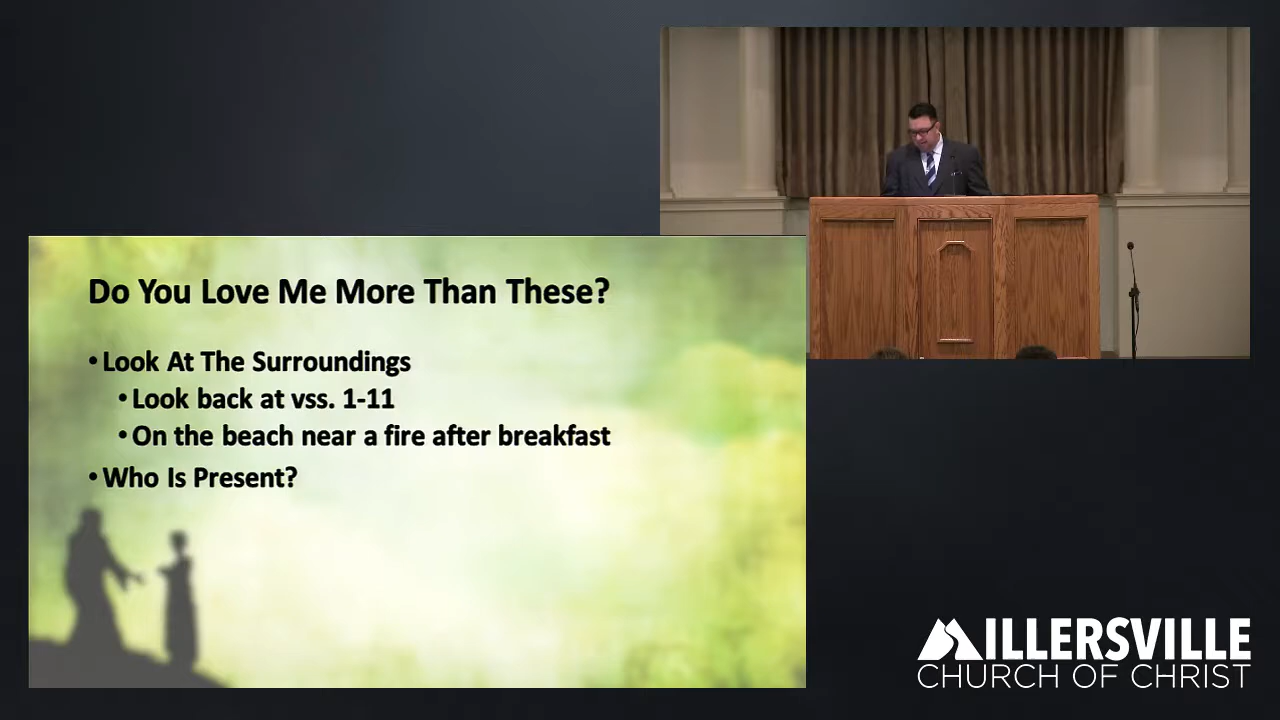 Do You Love Me More Than These?
• Look At The Surroundings
• Look back at vss. 1-11
• On the beach near a fire after breakfast
• Who Is Present?
MILLERSVILLE
CHURCH OF CHRIST